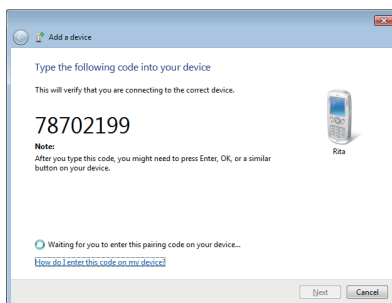 Add a device
Type the following code into your device
This will verify that you are connecting to the correct device.
78702199
Note:
After you type this code, you might need to press Enter, OK, or a similar
button on your device.
Rita
Waiting for you to enter this pairing code on your device...
How do I enter this code on my device?
Next Cancel